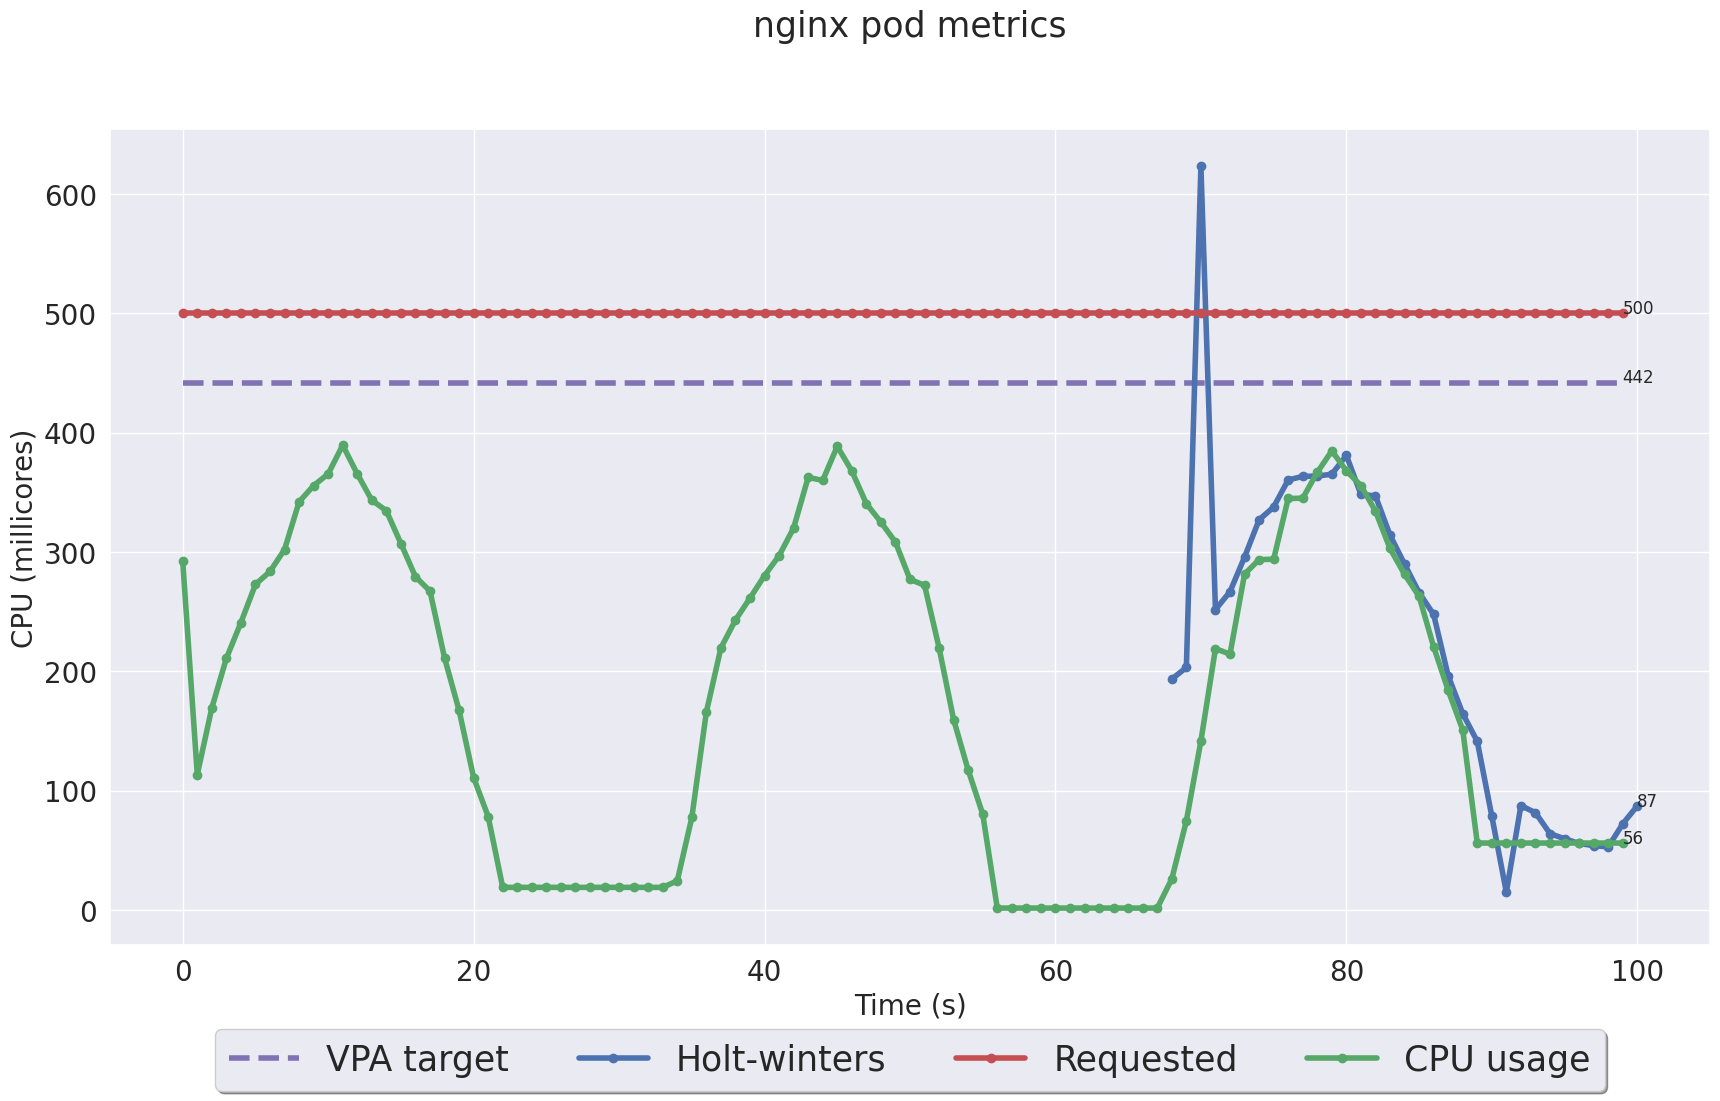 nginx pod metrics
600
500
400
300
200
100
0
CPU (millicores)
500
442
87
56
0 20 40 60 80 100
Time (s)
VPA target Holt-winters Requested CPU usage